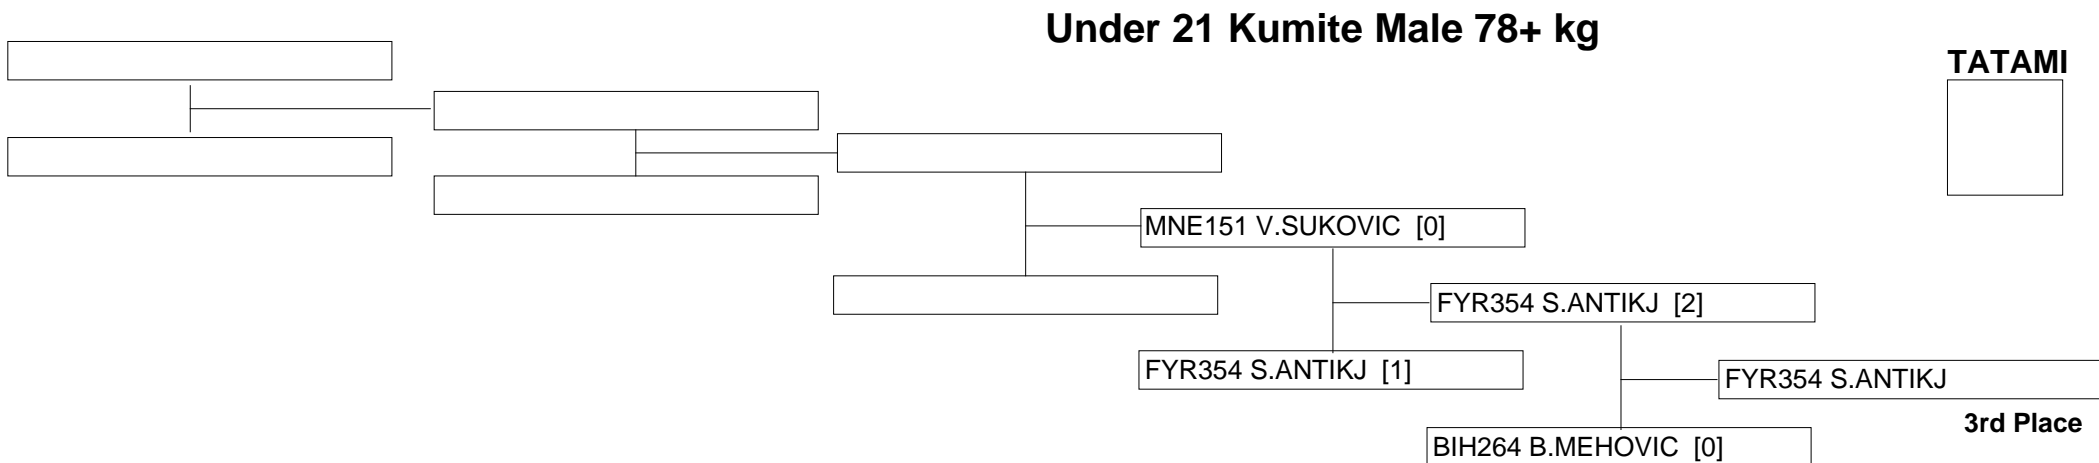 Under 21 Kumite Male 78+ kg
TATAMI
MNE151 V.SUKOVIC [0]
FYR354 S.ANTIKJ [2]
FYR354 S.ANTIKJ [1]
FYR354 S.ANTIKJ
3rd Place
BIH264 B.MEHOVIC [0]